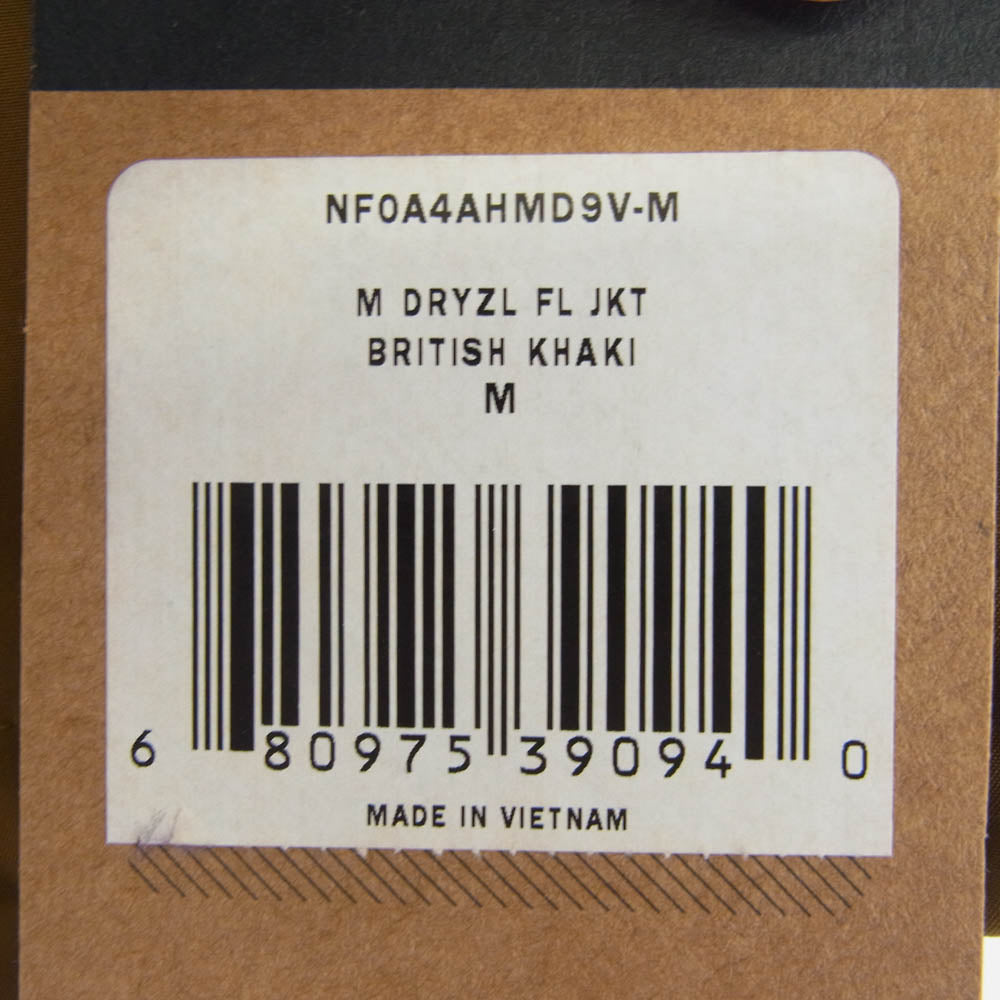 NF0A4AHMD9V-M
M DRYZL FL JKT
BRITISH KHAKI
M
6 80975 39094 0
MADE IN VIETNAM